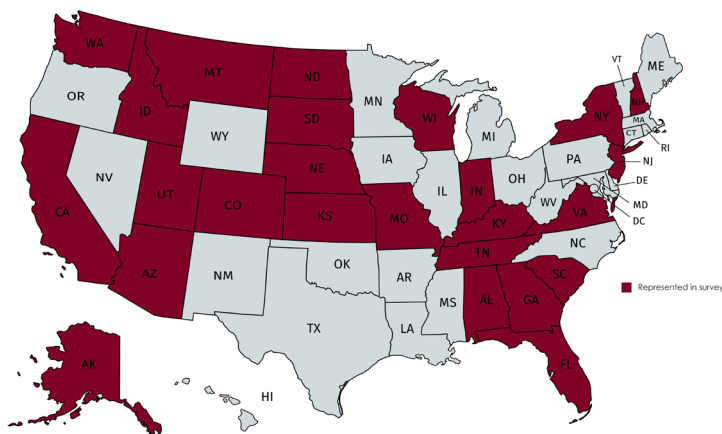 WA
MT
ND
MN
VT
ME
OR
ID
SD
WI
MI
NY
NH
MA
CT
RI
WY
NE
IA
PA
NJ
NV
UT
CO
IL
IN
OH
WV
DE
MD
DC
CA
KS
MO
KY
VA
NC
AZ
NM
OK
AR
TN
SC
MS
AL
GA
Represented in survey
TX
LA
FL
AK
HI